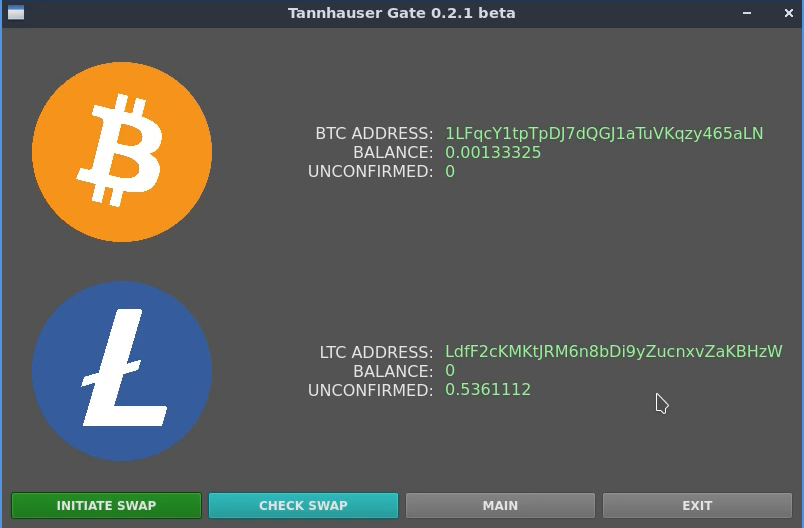 Tannhauser Gate 0.2.1 beta
BTC ADDRESS: 1LFqcY1tpTpDJ7dQGJ1aTuVKqzy465aLN
BALANCE: 0.00133325
UNCONFIRMED: 0
LTC ADDRESS: LdfF2cKMKtJRM6n8bDi9yZucnxvZaKBHzW
BALANCE: 0
UNCONFIRMED: 0.5361112
INITIATE SWAP CHECK SWAP MAIN EXIT